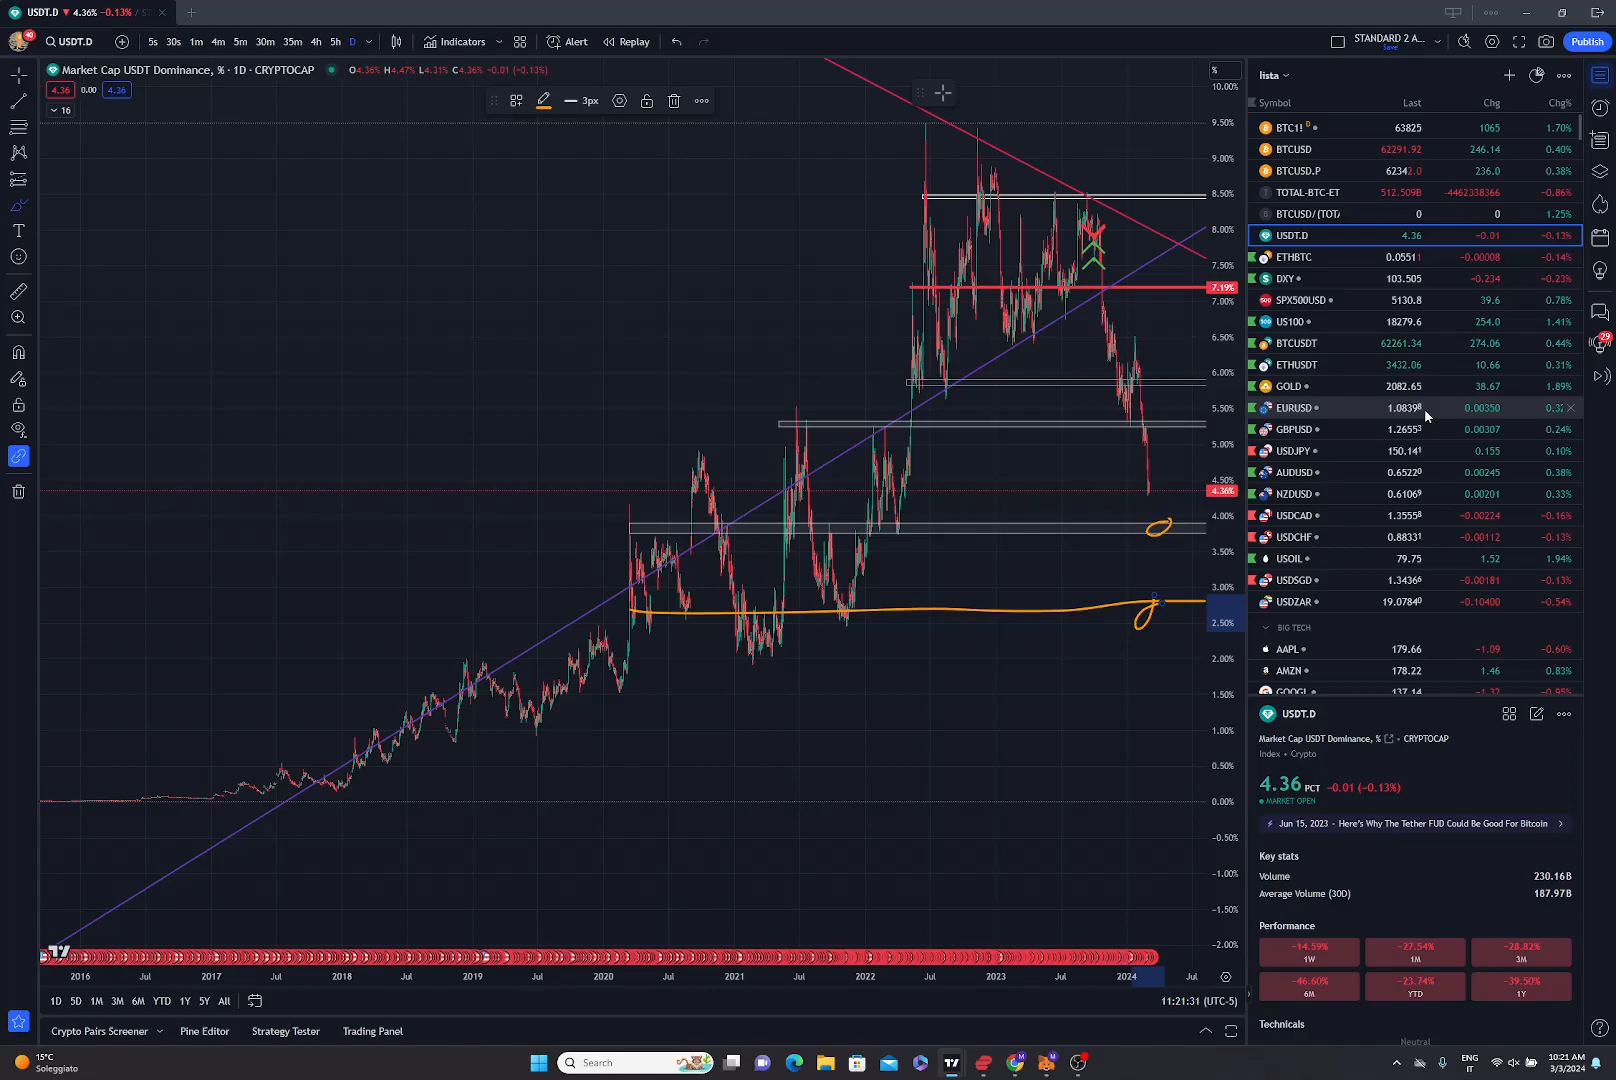 USDT.D ▼ 4.36% −0.13% / S
40 USDT.D 5s 30s 1m 4m 5m 30m 35m 4h 5h D Indicators Alert Replay STANDARD 2 A... Save Publish
Market Cap USDT Dominance, % · 1D · CRYPTOCAP O4.36% H4.47% L4.31% C4.36% −0.01 (−0.13%)
4.36 0.00 4.36
16
3px
%
10.00%
9.50%
9.00%
8.50%
8.00%
7.50%
7.19%
7.00%
6.50%
6.00%
5.50%
5.00%
4.50%
4.36%
4.00%
3.50%
3.00%
2.50%
2.00%
1.50%
1.00%
0.50%
0.00%
−0.50%
−1.00%
−1.50%
−2.00%
2016 Jul 2017 Jul 2018 Jul 2019 Jul 2020 Jul 2021 Jul 2022 Jul 2023 Jul 2024 Jul
1D 5D 1M 3M 6M YTD 1Y 5Y All 11:21:31 (UTC-5)
Crypto Pairs Screener Pine Editor Strategy Tester Trading Panel
lista
Symbol Last Chg Chg%
BTC1! D 63825 1065 1.70%
BTCUSD 62291.92 246.14 0.40%
BTCUSD.P 62342.0 236.0 0.38%
TOTAL-BTC-ET 512.509B −4462338366 −0.86%
BTCUSD/(TOTA 0 0 1.25%
USDT.D 4.36 −0.01 −0.13%
ETHBTC 0.05511 −0.00008 −0.14%
DXY 103.505 −0.234 −0.23%
SPX500USD 5130.8 39.6 0.78%
US100 18279.6 254.0 1.41%
BTCUSDT 62261.34 274.06 0.44%
ETHUSDT 3432.06 10.66 0.31%
GOLD 2082.65 38.67 1.89%
EURUSD 1.08398 0.00350 0.32
GBPUSD 1.26553 0.00307 0.24%
USDJPY 150.141 0.155 0.10%
AUDUSD 0.65220 0.00245 0.38%
NZDUSD 0.61069 0.00201 0.33%
USDCAD 1.35558 −0.00224 −0.16%
USDCHF 0.88331 −0.00112 −0.13%
USOIL 79.75 1.52 1.94%
USDSGD 1.34366 −0.00181 −0.13%
USDZAR 19.07840 −0.10400 −0.54%
BIG TECH
AAPL 179.66 −1.09 −0.60%
AMZN 178.22 1.46 0.83%
GOOGL 137.14 −1.32 −0.95%
29
USDT.D
Market Cap USDT Dominance, % • CRYPTOCAP
Index • Crypto
4.36 PCT −0.01 (−0.13%)
MARKET OPEN
Jun 15, 2023 - Here's Why The Tether FUD Could Be Good For Bitcoin
Key stats
Volume 230.16B
Average Volume (30D) 187.97B
Performance
−14.59% −27.54% −28.82%
1W 1M 3M
−46.60% −23.74% −39.50%
6M YTD 1Y
Technicals
Neutral
15°C
Soleggiato
Search
ENG
IT
10:21 AM
3/3/2024